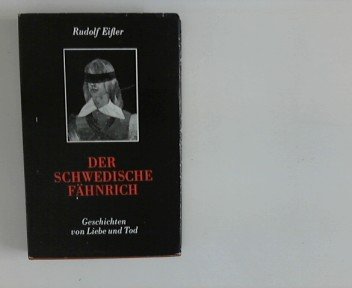 Rudolf Eißler
DER
SCHWEDISCHE
FÄHNRICH
Geschichten
von Liebe und Tod